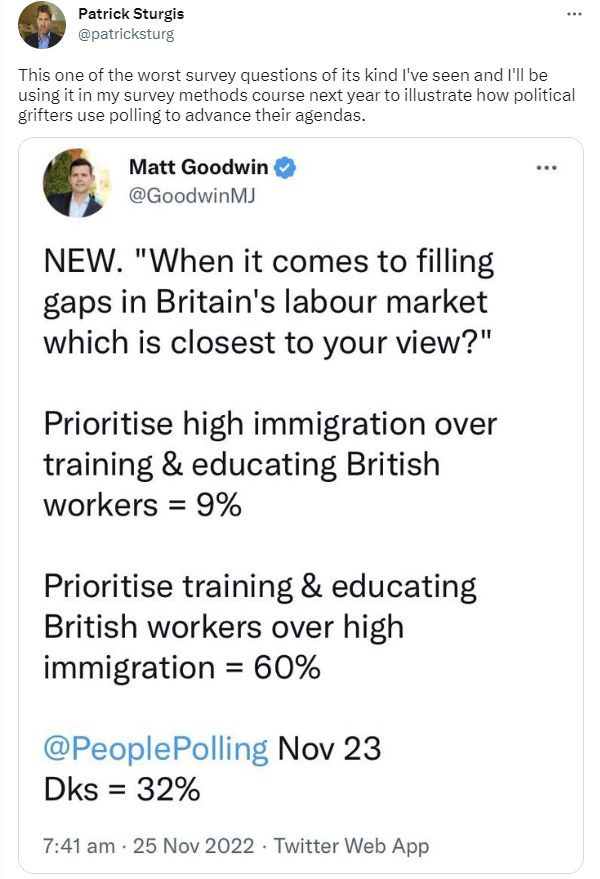 Patrick Sturgis
@patricksturg
This one of the worst survey questions of its kind I've seen and I'll be
using it in my survey methods course next year to illustrate how political
grifters use polling to advance their agendas.
Matt Goodwin
@GoodwinMJ
NEW. "When it comes to filling
gaps in Britain's labour market
which is closest to your view?"
Prioritise high immigration over
training & educating British
workers = 9%
Prioritise training & educating
British workers over high
immigration = 60%
@PeoplePolling Nov 23
Dks = 32%
7:41 am · 25 Nov 2022 · Twitter Web App